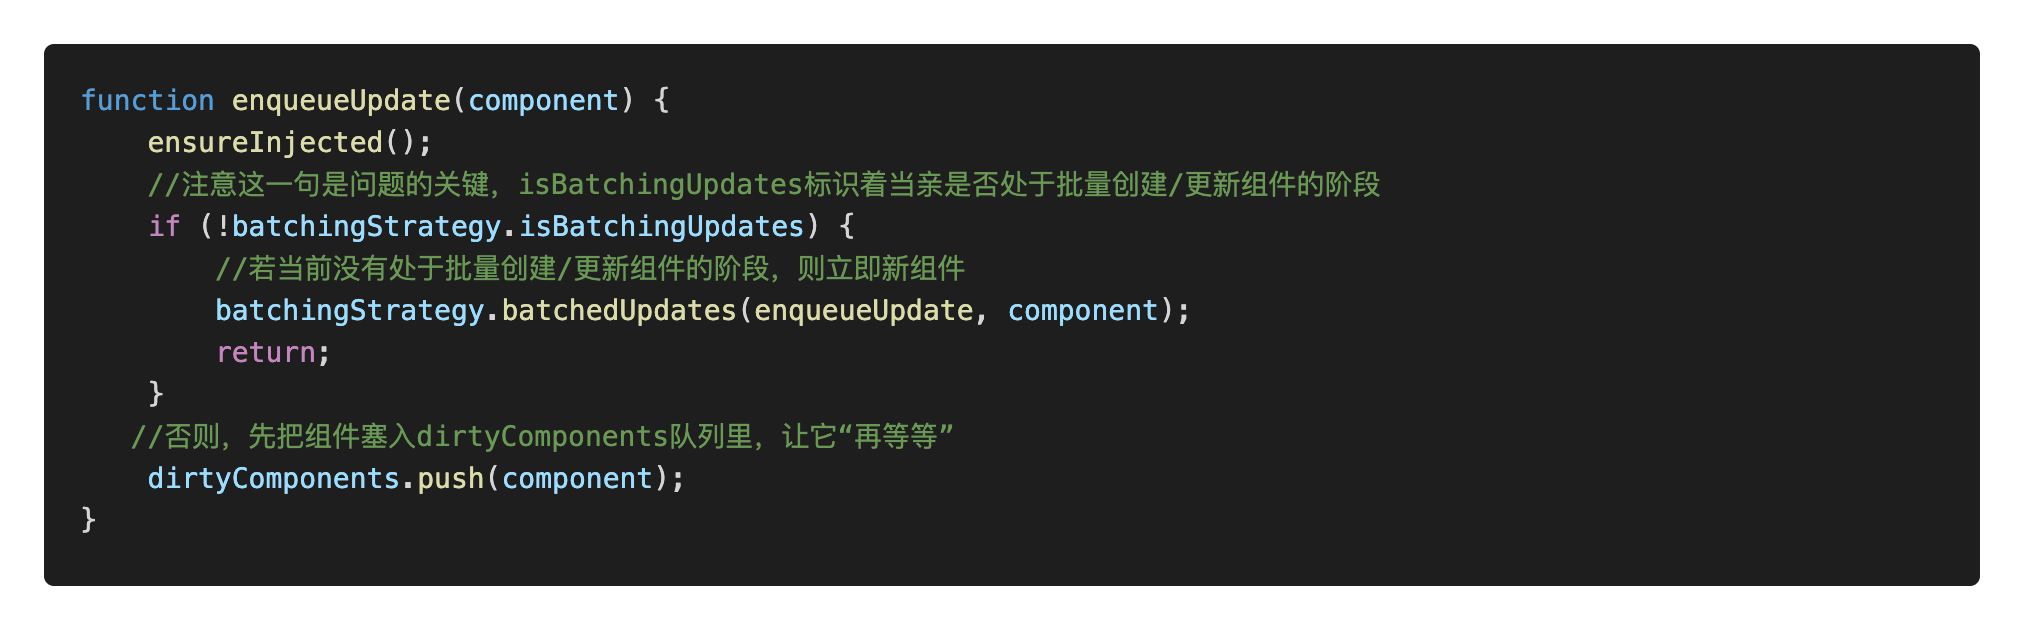 function enqueueUpdate(component) {
    ensureInjected();
    //注意这一句是问题的关键，isBatchingUpdates标识着当亲是否处于批量创建/更新组件的阶段
    if (!batchingStrategy.isBatchingUpdates) {
        //若当前没有处于批量创建/更新组件的阶段，则立即新组件
        batchingStrategy.batchedUpdates(enqueueUpdate, component);
        return;
    }
   //否则，先把组件塞入dirtyComponents队列里，让它“再等等”
    dirtyComponents.push(component);
}